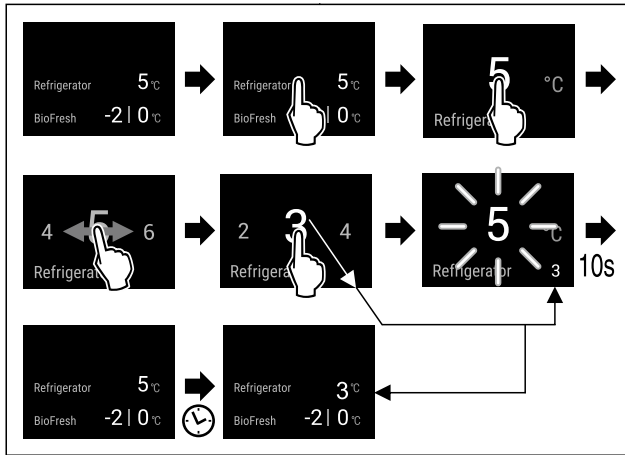 Refrigerator 5 °C
BioFresh -2 | 0 °C
Refrigerator 5 °C
BioFresh -2 | 0 °C
5 °C
Refrigerator
4 5 6
Refrigerator
2 3 4
Refrigerator
5 °C
Refrigerator 3
10s
Refrigerator 5 °C
BioFresh -2 | 0 °C
Refrigerator 3 °C
BioFresh -2 | 0 °C